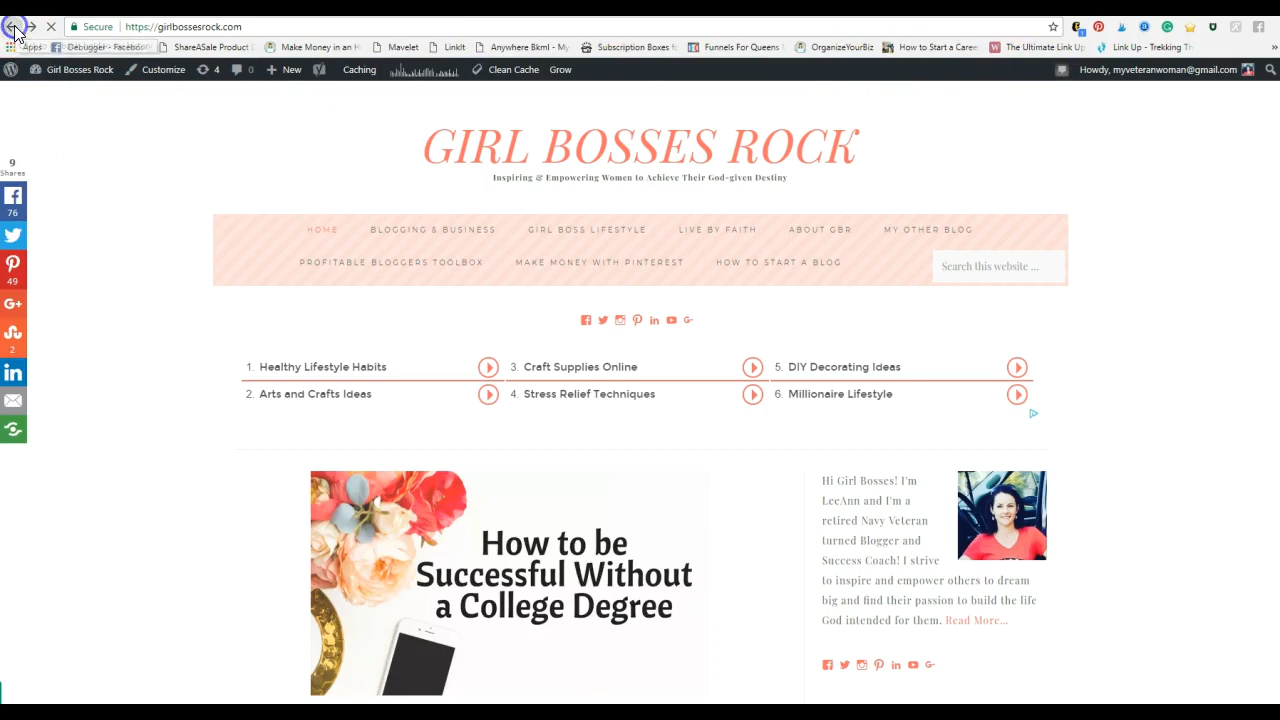 Secure https://girlbossesrock.com
Apps Debugger - Facebo ShareASale Product D Make Money in an H Mavelet LinkIt Anywhere Bkml - My Subscription Boxes fo Funnels For Queens OrganizeYourBiz How to Start a Caree The Ultimate Link Up Link Up - Trekking Th
Girl Bosses Rock Customize 4 0 New Caching Clean Cache Grow Howdy, myveteranwoman@gmail.com
GIRL BOSSES ROCK
Inspiring & Empowering Women to Achieve Their God-given Destiny
9
Shares
76
49
2
HOME BLOGGING & BUSINESS GIRL BOSS LIFESTYLE LIVE BY FAITH ABOUT GBR MY OTHER BLOG
PROFITABLE BLOGGERS TOOLBOX MAKE MONEY WITH PINTEREST HOW TO START A BLOG
Search this website ...
1. Healthy Lifestyle Habits 3. Craft Supplies Online 5. DIY Decorating Ideas
2. Arts and Crafts Ideas 4. Stress Relief Techniques 6. Millionaire Lifestyle
How to be
Successful Without
a College Degree
Hi Girl Bosses! I'm
LeeAnn and I'm a
retired Navy Veteran
turned Blogger and
Success Coach! I strive
to inspire and empower others to dream
big and find their passion to build the life
God intended for them. Read More...